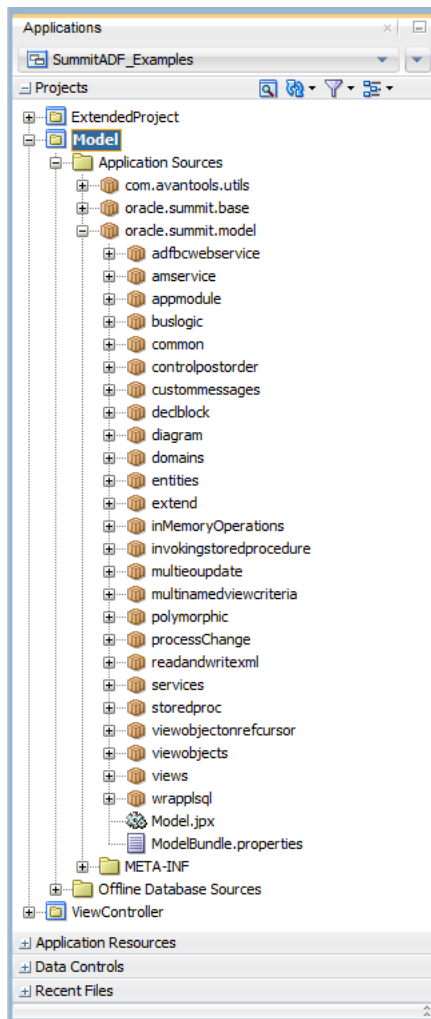 Applications
SummitADF_Examples
Projects
ExtendedProject
Model
Application Sources
com.avantools.utils
oracle.summit.base
oracle.summit.model
adfbcwebservice
amservice
appmodule
buslogic
common
controlpostorder
custommessages
declblock
diagram
domains
entities
extend
inMemoryOperations
invokingstoredprocedure
multieoupdate
multinamedviewcriteria
polymorphic
processChange
readandwritexml
services
storedproc
viewobjectonrefcursor
viewobjects
views
wrapplsql
Model.jpx
ModelBundle.properties
META-INF
Offline Database Sources
ViewController
Application Resources
Data Controls
Recent Files